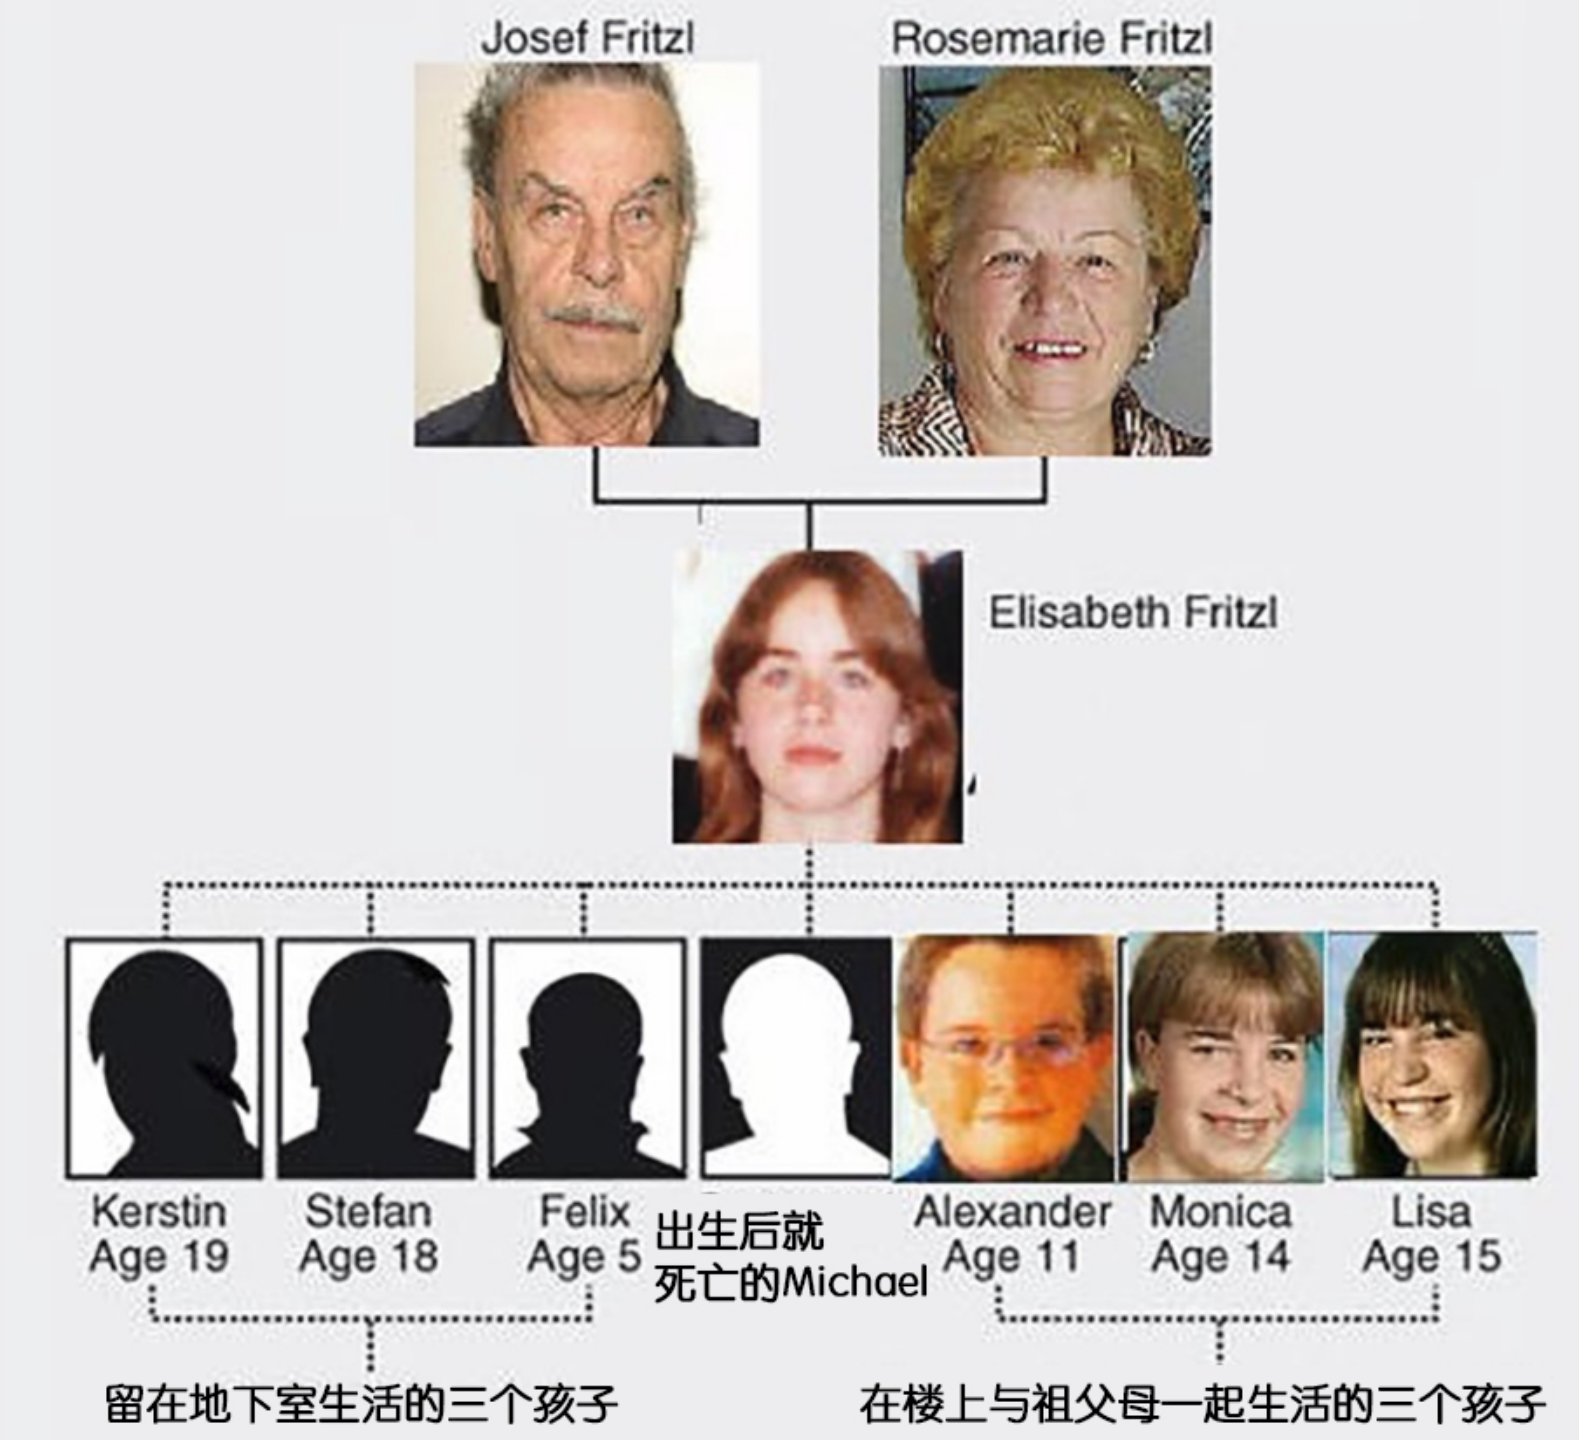 Josef Fritzl
Rosemarie Fritzl
Elisabeth Fritzl
Kerstin
Age 19
Stefan
Age 18
Felix
Age 5
出生后就
死亡的Michael
Alexander
Age 11
Monica
Age 14
Lisa
Age 15
留在地下室生活的三个孩子
在楼上与祖父母一起生活的三个孩子